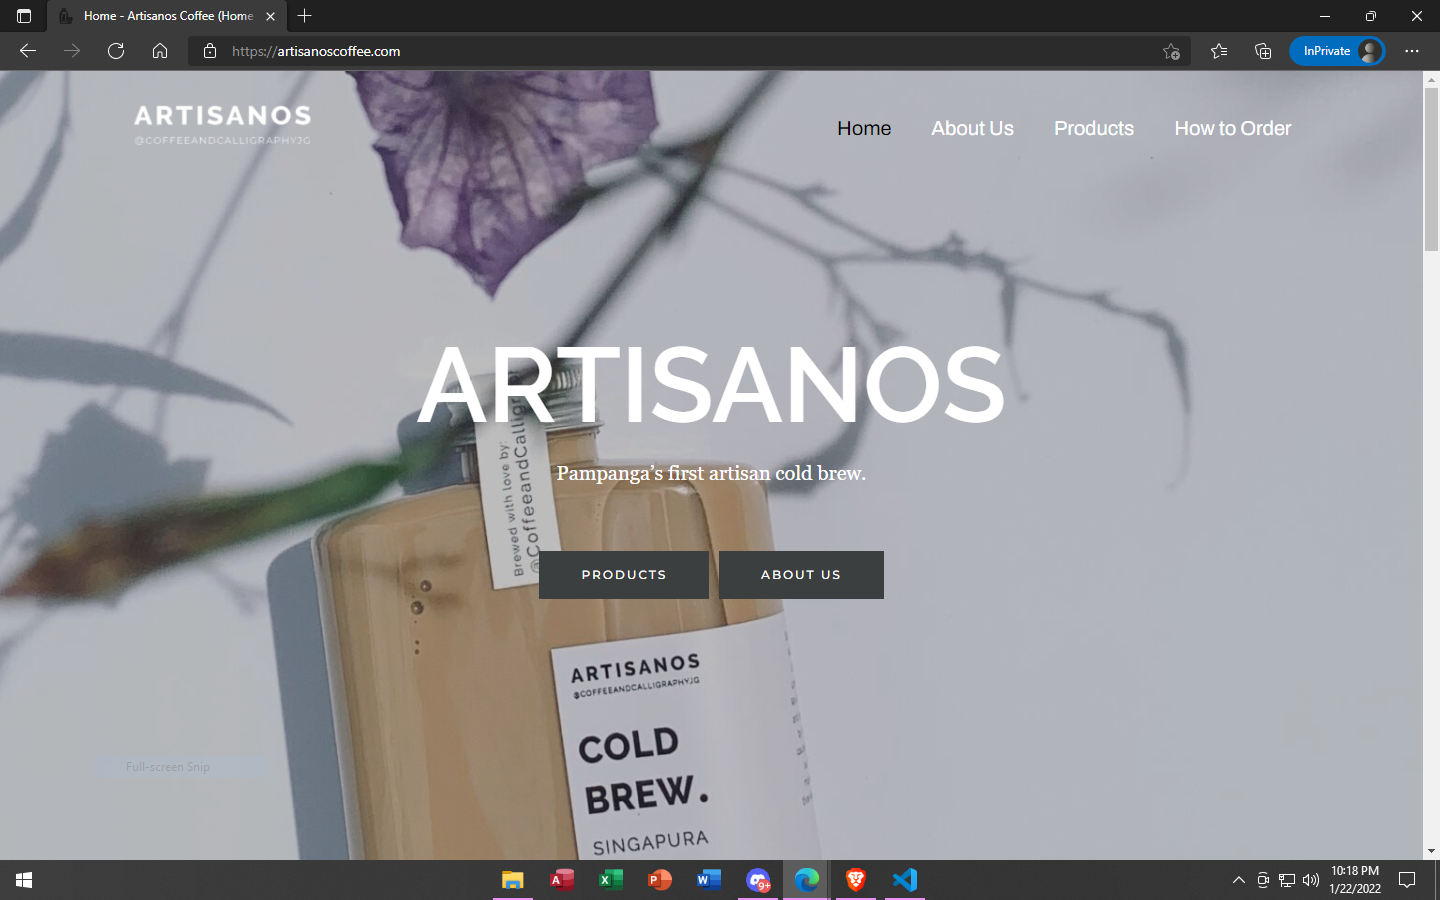 Home - Artisanos Coffee (Home
https://artisanoscoffee.com
InPrivate
ARTISANOS
@COFFEEANDCALLIGRAPHYJG
Home
About Us
Products
How to Order
ARTISANOS
Pampanga's first artisan cold brew.
Brewed with love by:
@CoffeeandCalligr
PRODUCTS
ABOUT US
ARTISANOS
@COFFEEANDCALLIGRAPHYJG
COLD
BREW.
SINGAPURA
Full-screen Snip
9+
10:18 PM
1/22/2022